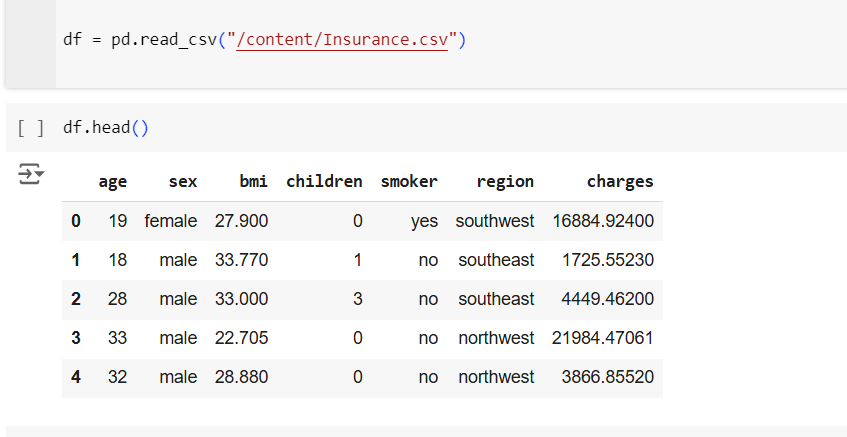 df = pd.read_csv("/content/Insurance.csv")
[ ] df.head()
age sex bmi children smoker region charges
0 19 female 27.900 0 yes southwest 16884.92400
1 18 male 33.770 1 no southeast 1725.55230
2 28 male 33.000 3 no southeast 4449.46200
3 33 male 22.705 0 no northwest 21984.47061
4 32 male 28.880 0 no northwest 3866.85520